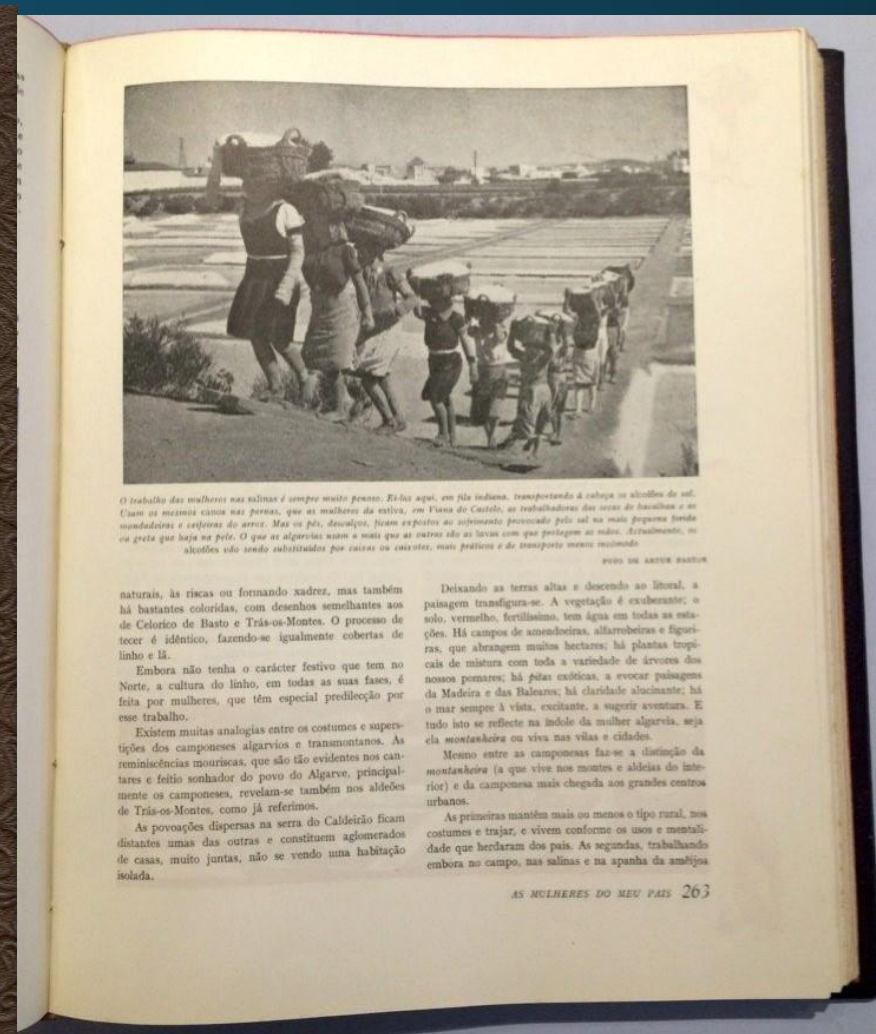 O trabalho das mulheres nas salinas é sempre muito penoso. Ei-las aqui, em fila indiana, transportando à cabeça os alcofões de sal.
Usam os mesmos canos nas pernas, que as mulheres da estiva, em Viana do Castelo, as trabalhadoras das secas do bacalhau e as
mondadeiras e ceifeiras do arroz. Mas os pés, descalços, ficam expostos ao sofrimento provocado pelo sal na mais pequena ferida
ou greta que haja na pele. O que as algarvias usam a mais que as outras são as luvas com que protegem as mãos. Actualmente, os
alcofões vão sendo substituídos por caixas ou caixotes, mais práticos e de transporte menos incómodo
FOTO DE ARTUR PASTOR
naturais, às riscas ou formando xadrez, mas também
há bastantes coloridas, com desenhos semelhantes aos
de Celorico de Basto e Trás-os-Montes. O processo de
tecer é idêntico, fazendo-se igualmente cobertas de
linho e lã.
Embora não tenha o carácter festivo que tem no
Norte, a cultura do linho, em todas as suas fases, é
feita por mulheres, que têm especial predilecção por
esse trabalho.
Existem muitas analogias entre os costumes e supers-
tições dos camponeses algarvios e transmontanos. As
reminiscências mouriscas, que são tão evidentes nos can-
tares e feitio sonhador do povo do Algarve, principal-
mente os camponeses, revelam-se também nos aldeões
de Trás-os-Montes, como já referimos.
As povoações dispersas na serra do Caldeirão ficam
distantes umas das outras e constituem aglomerados
de casas, muito juntas, não se vendo uma habitação
isolada.
Deixando as terras altas e descendo ao litoral, a
paisagem transfigura-se. A vegetação é exuberante; o
solo, vermelho, fertilíssimo, tem água em todas as esta-
ções. Há campos de amendoeiras, alfarrobeiras e figuei-
ras, que abrangem muitos hectares; há plantas tropi-
cais de mistura com toda a variedade de árvores dos
nossos pomares; há pitas exóticas, a evocar paisagens
da Madeira e das Baleares; há claridade alucinante; há
o mar sempre à vista, excitante, a sugerir aventura. E
tudo isto se reflecte na índole da mulher algarvia, seja
ela montanheira ou viva nas vilas e cidades.
Mesmo entre as camponesas faz-se a distinção da
montanheira (a que vive nos montes e aldeias do inte-
rior) e da camponesa mais chegada aos grandes centros
urbanos.
As primeiras mantêm mais ou menos o tipo rural, nos
costumes e trajar, e vivem conforme os usos e mentali-
dade que herdaram dos pais. As segundas, trabalhando
embora no campo, nas salinas e na apanha da amêijoa
AS MULHERES DO MEU PAIS 263